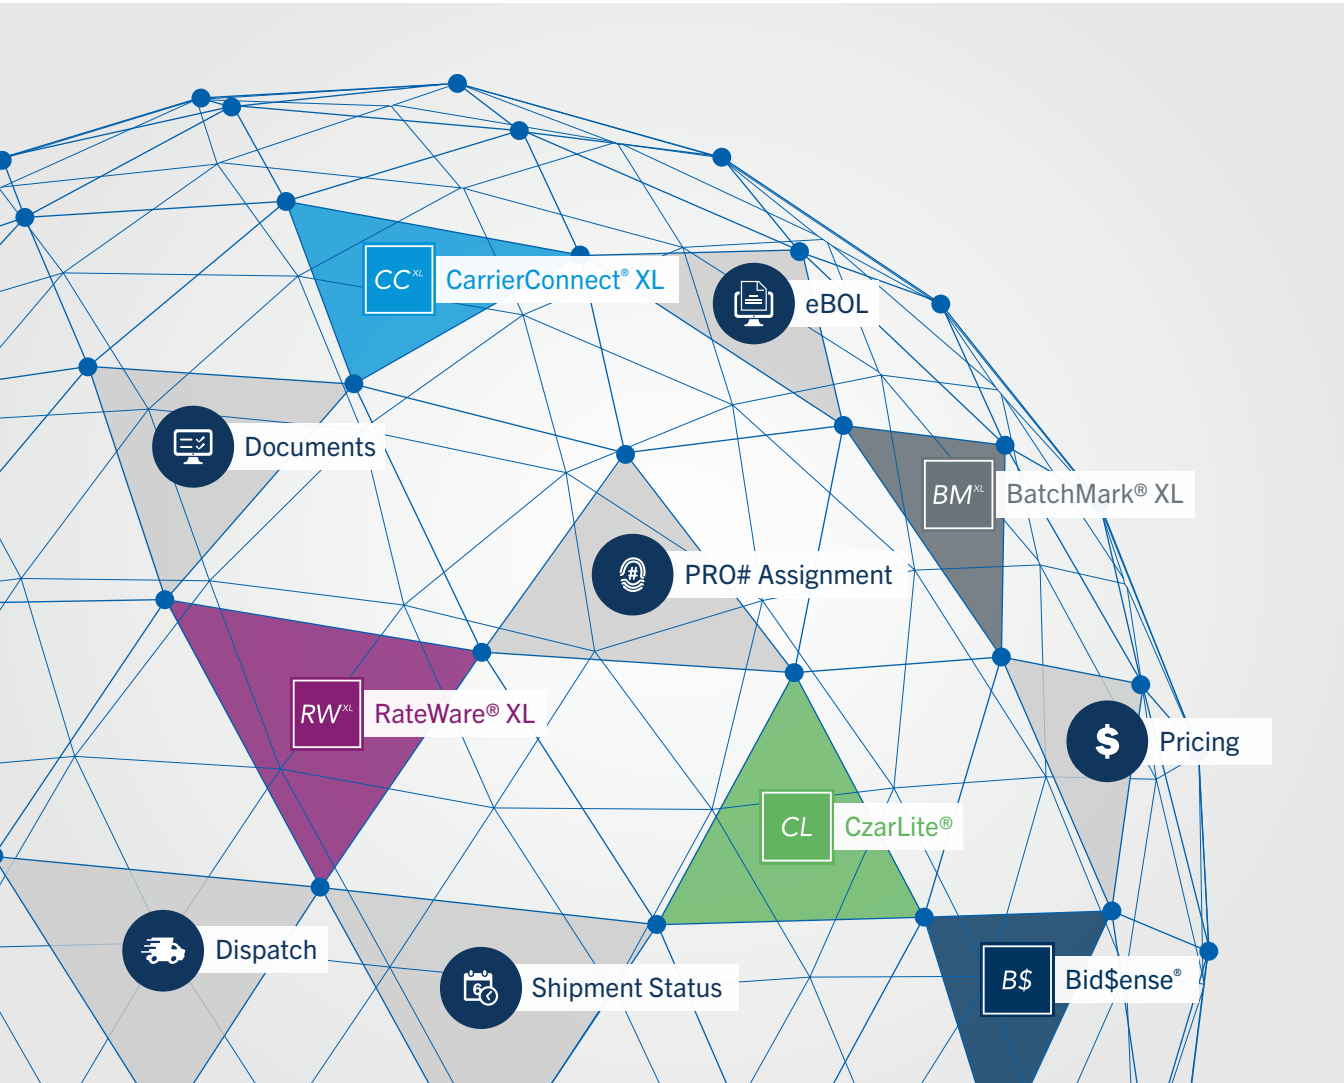 CC XL CarrierConnect® XL
eBOL
Documents
BM XL BatchMark® XL
# PRO# Assignment
RW XL RateWare® XL
$ Pricing
CL CzarLite®
Dispatch
6 Shipment Status
B$ Bid$ense®